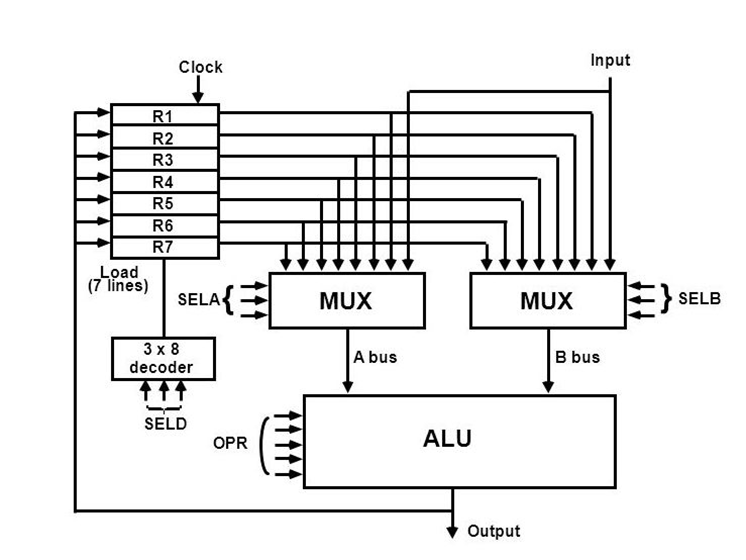 Clock
Input
R1
R2
R3
R4
R5
R6
R7
Load
(7 lines)
SELA {
MUX
MUX
} SELB
3 x 8
decoder
A bus
B bus
SELD
OPR
ALU
Output